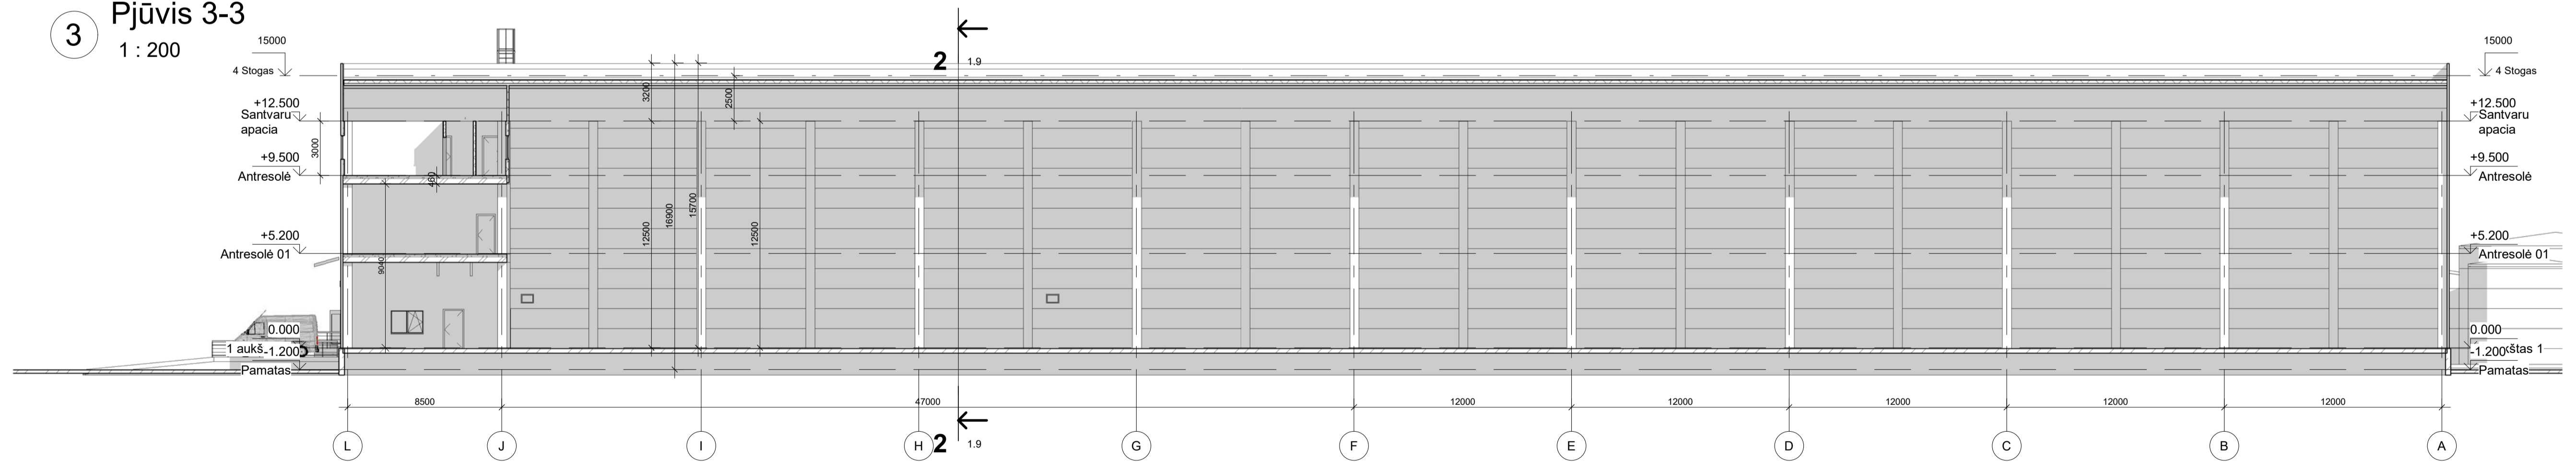 Pjūvis 3-3
3
1 : 200
15000
4 Stogas
+12.500
Santvaru
apacia
3000
+9.500
Antresolė
460
+5.200
Antresolė 01
9040
0.000
1 aukš
-1.200
Pamatas
3200
2500
12500
16900
15700
12500
2
1.9
15000
4 Stogas
+12.500
Santvaru
apacia
+9.500
Antresolė
+5.200
Antresolė 01
0.000
-1.200
kštas 1
Pamatas
8500
47000
12000
12000
12000
12000
12000
2
1.9
L
J
I
H
G
F
E
D
C
B
A